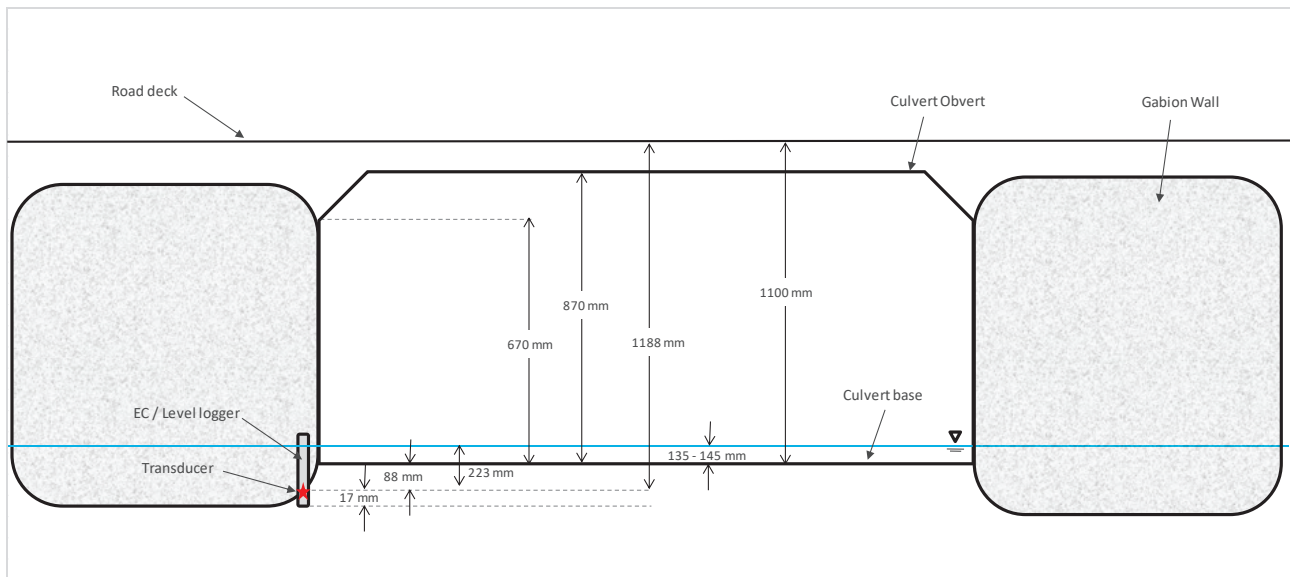 Road deck
Culvert Obvert
Gabion Wall
1100 mm
870 mm
670 mm
1188 mm
Culvert base
EC / Level logger
135 - 145 mm
Transducer
88 mm
223 mm
17 mm